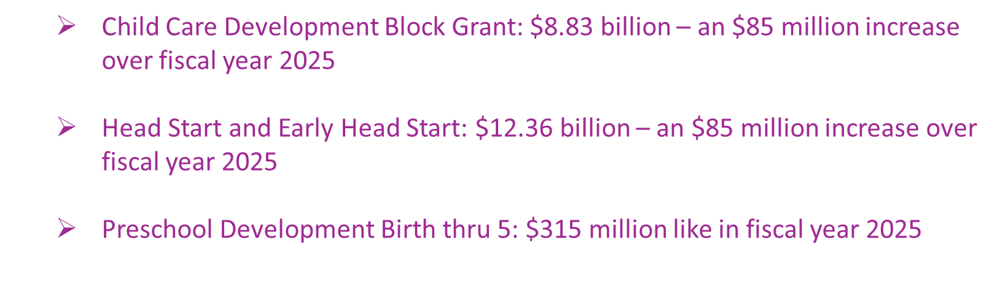 ➢ Child Care Development Block Grant: $8.83 billion – an $85 million increase
over fiscal year 2025
➢ Head Start and Early Head Start: $12.36 billion – an $85 million increase over
fiscal year 2025
➢ Preschool Development Birth thru 5: $315 million like in fiscal year 2025